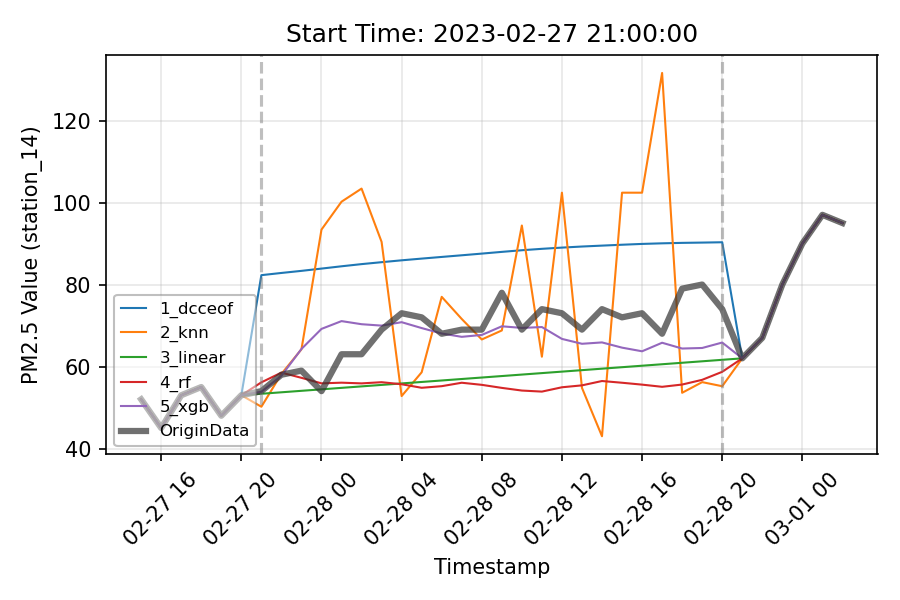 Start Time: 2023-02-27 21:00:00
PM2.5 Value (station_14)
120
100
80
60
40
1_dcceof
2_knn
3_linear
4_rf
5_xgb
OriginData
02-27 16
02-27 20
02-28 00
02-28 04
02-28 08
02-28 12
02-28 16
02-28 20
03-01 00
Timestamp